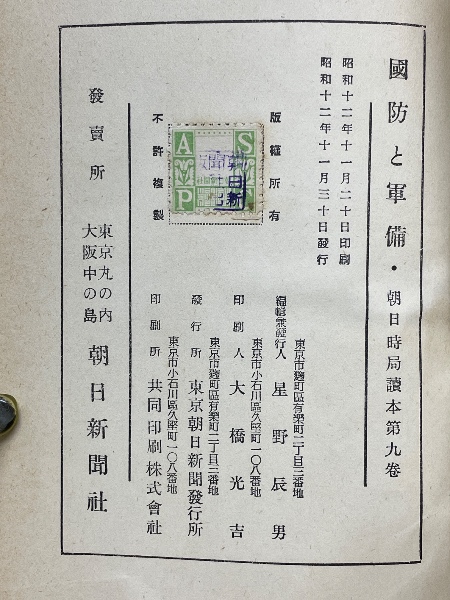 國防と軍備・朝日時局讀本第九卷
昭和十二年十一月二十日印刷
昭和十二年十一月三十日發行
版權所有
不許複製
A S
P
東京市麹町區有樂町二丁目三番地
編輯兼發行人 星野辰男
東京市小石川區久堅町一〇八番地
印刷人 大橋光吉
東京市麹町區有樂町二丁目三番地
發行所 東京朝日新聞發行所
東京市小石川區久堅町一〇八番地
印刷所 共同印刷株式會社
發賣所 東京丸の内 大阪中の島 朝日新聞社